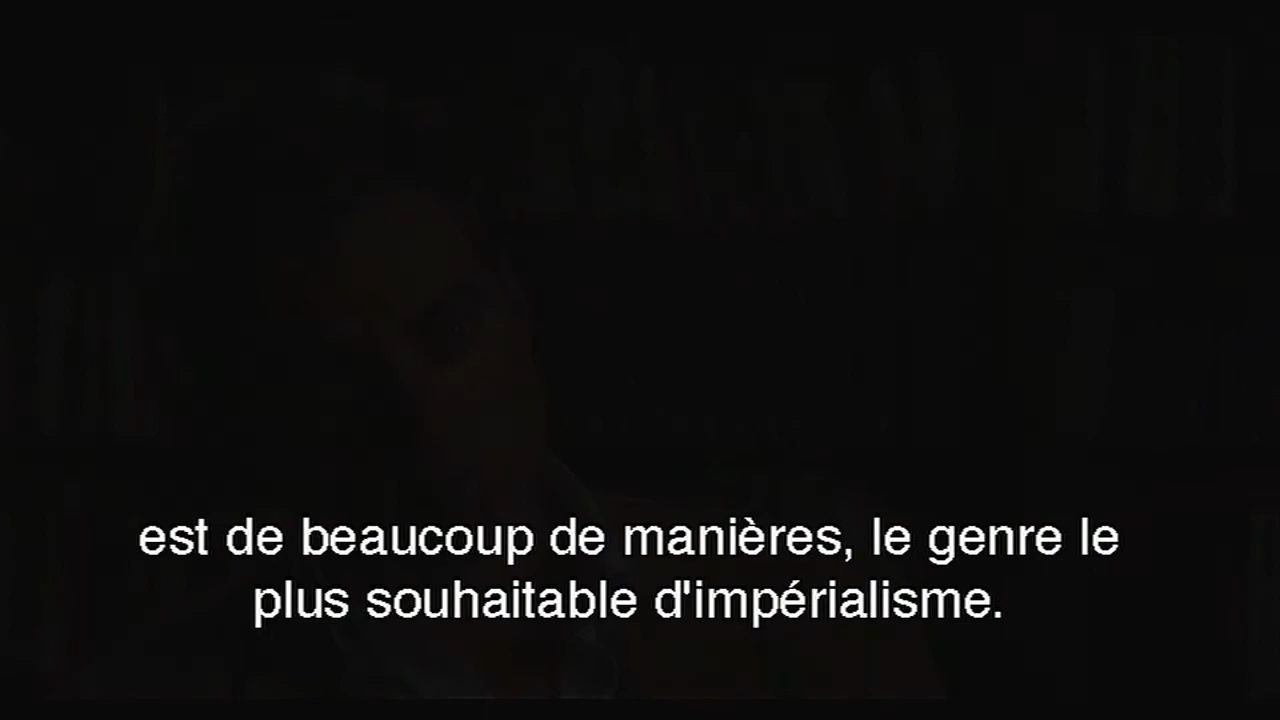 est de beaucoup de manières, le genre le
plus souhaitable d'impérialisme.